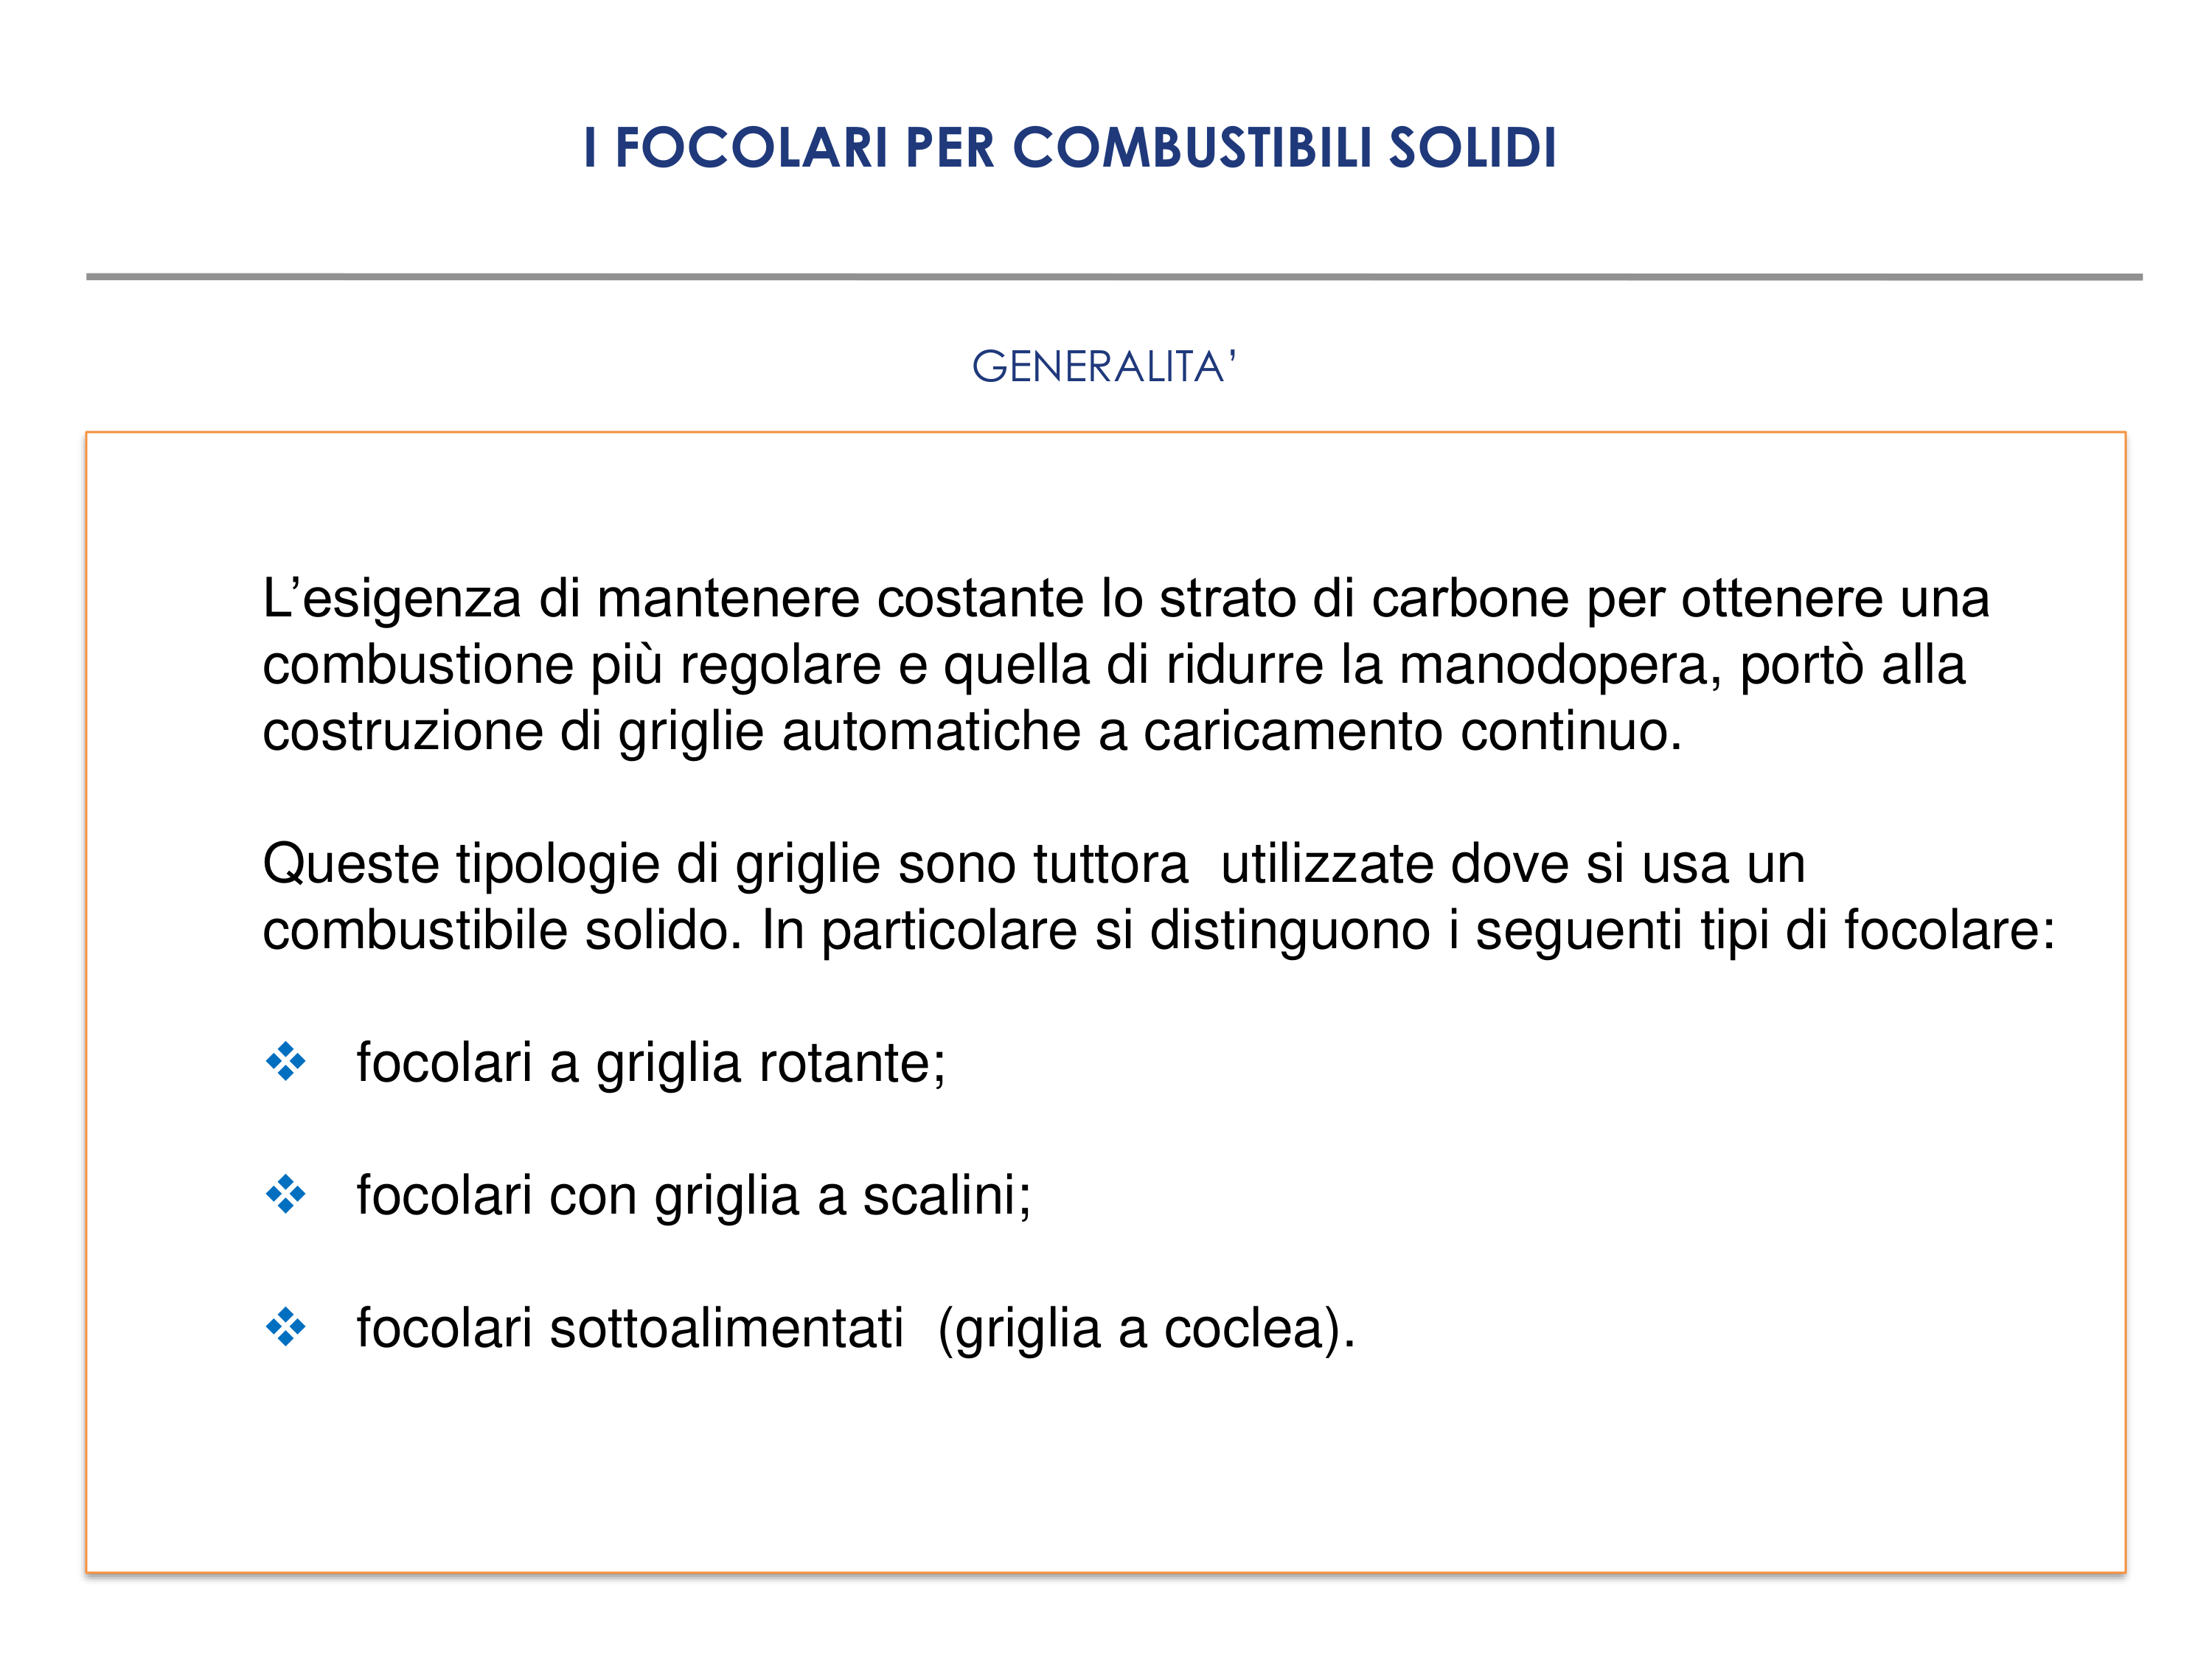 I FOCOLARI PER COMBUSTIBILI SOLIDI
GENERALITA’
L’esigenza di mantenere costante lo strato di carbone per ottenere una
combustione più regolare e quella di ridurre la manodopera, portò alla
costruzione di griglie automatiche a caricamento continuo.
Queste tipologie di griglie sono tuttora  utilizzate dove si usa un
combustibile solido. In particolare si distinguono i seguenti tipi di focolare:
❖ focolari a griglia rotante;
❖ focolari con griglia a scalini;
❖ focolari sottoalimentati  (griglia a coclea).